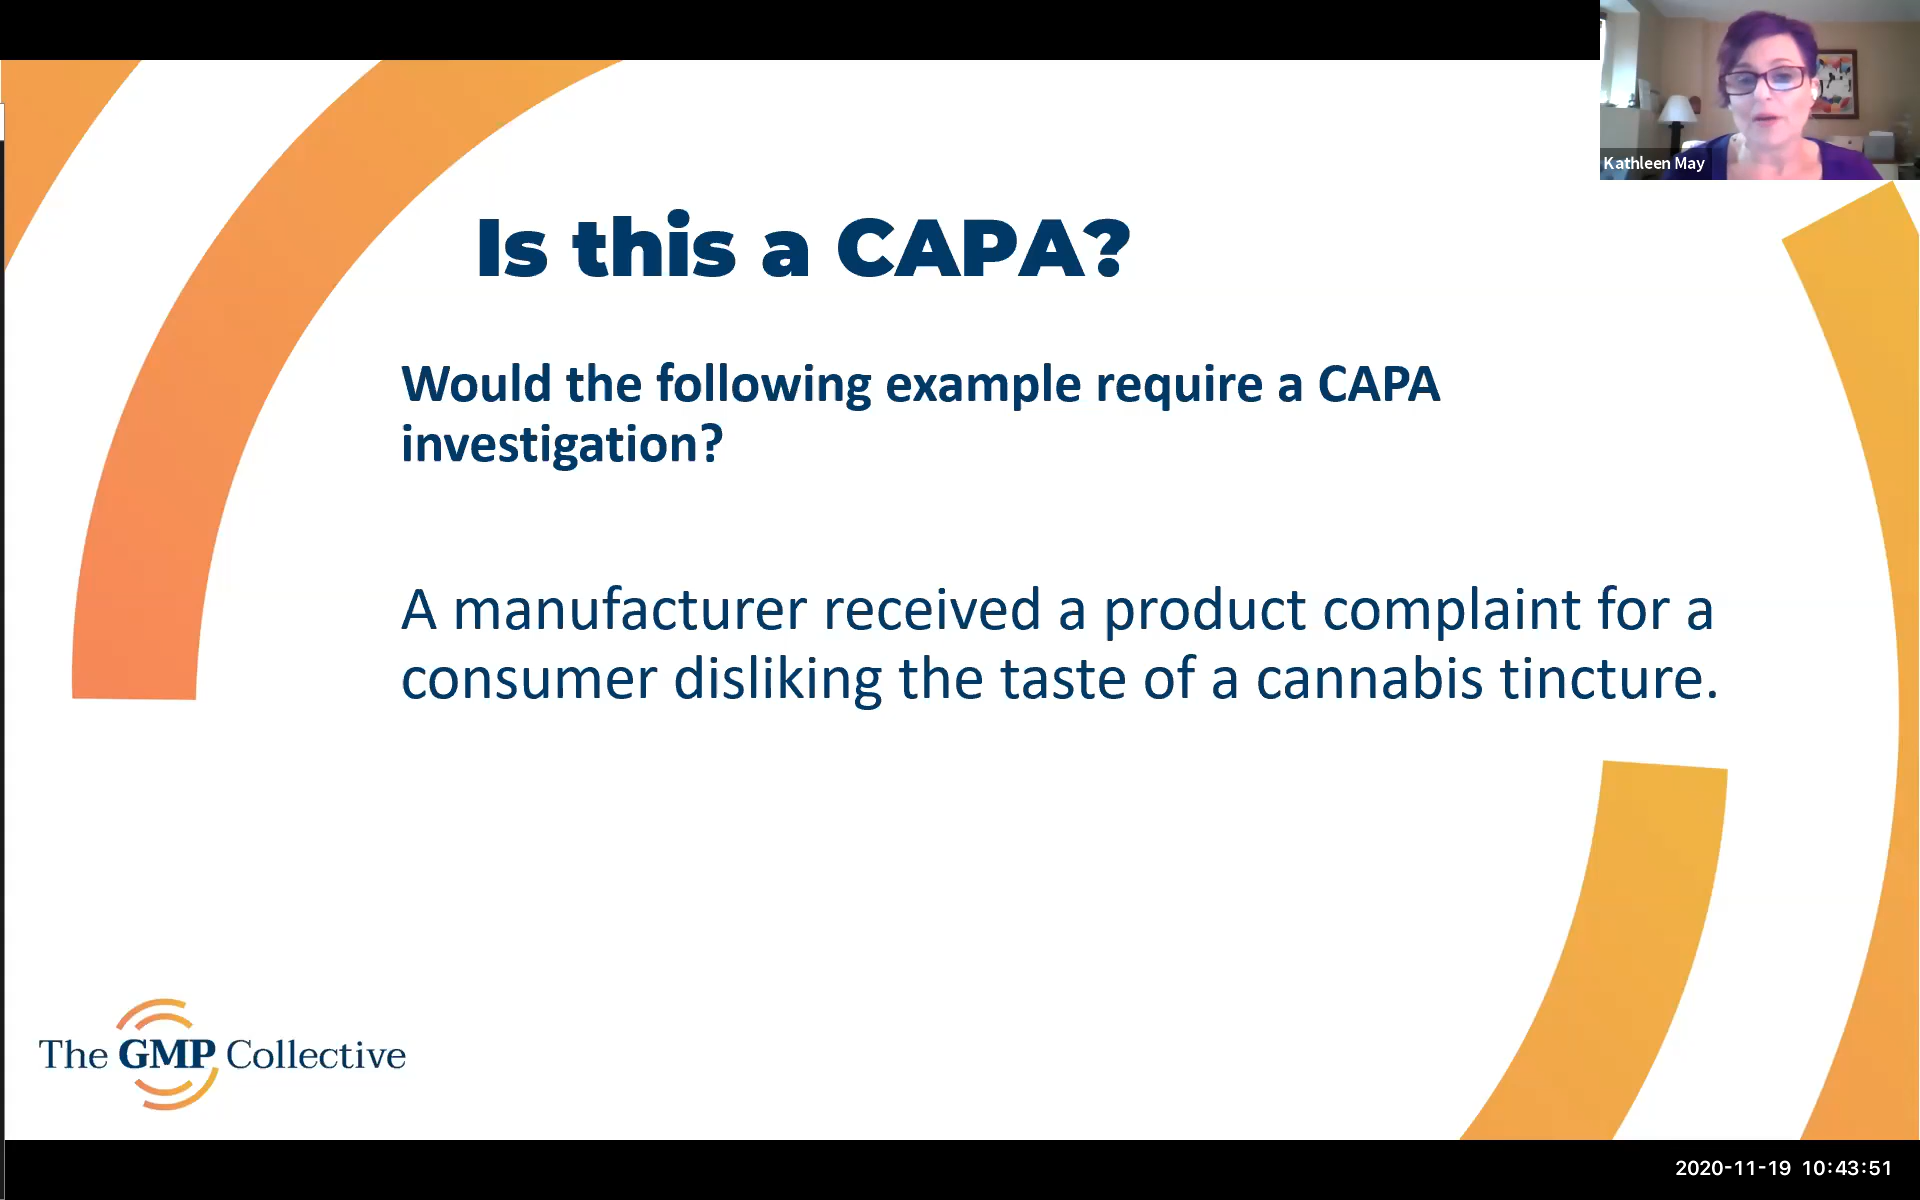 Kathleen May
Is this a CAPA?
Would the following example require a CAPA
investigation?
A manufacturer received a product complaint for a
consumer disliking the taste of a cannabis tincture.
The GMP Collective
2020-11-19 10:43:51